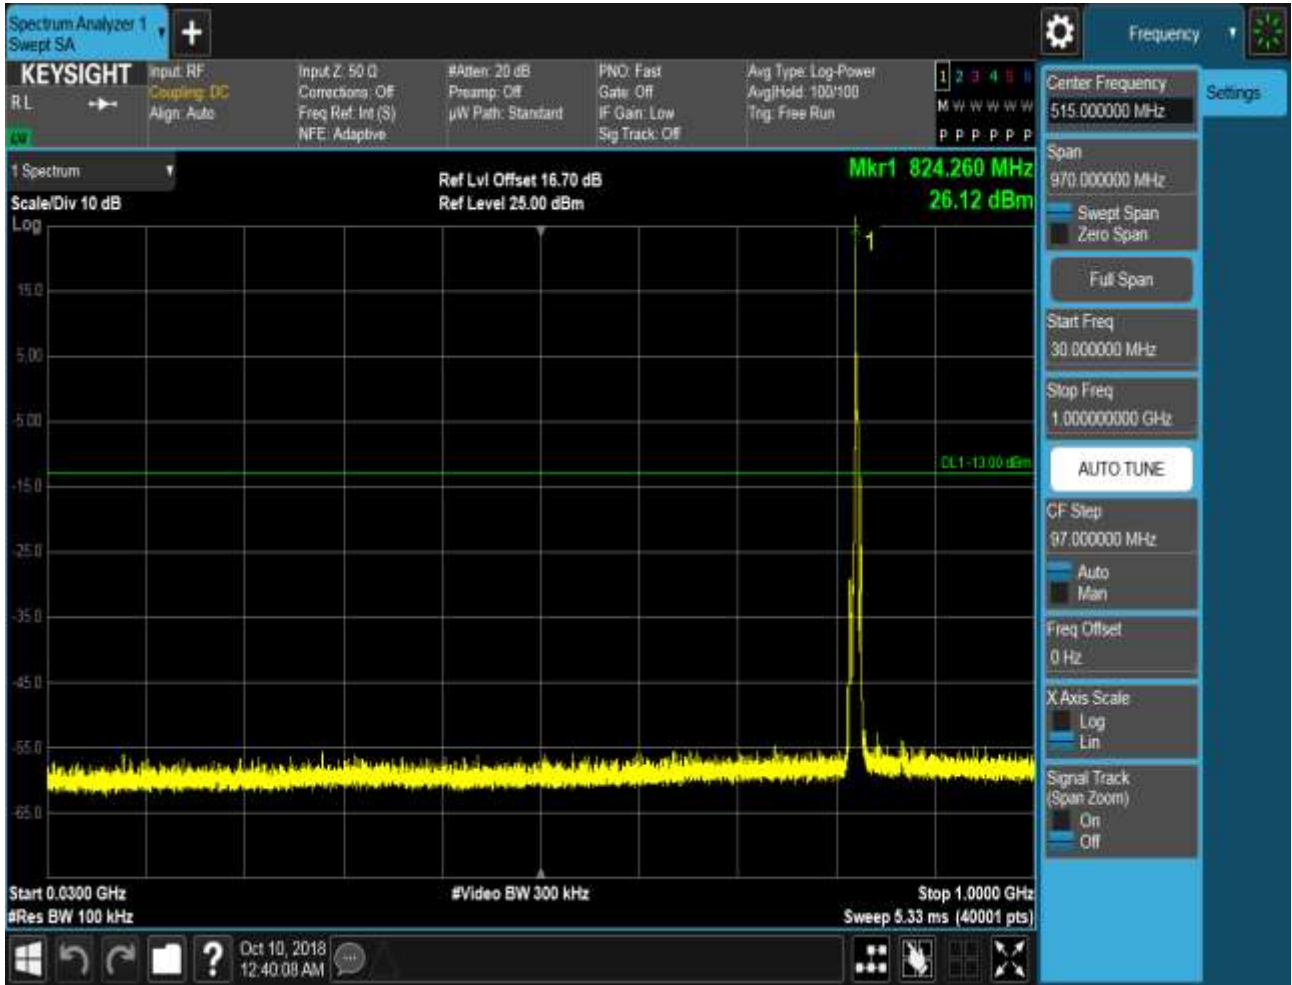 Spectrum Analyzer 1
Swept SA
Frequency
KEYSIGHT
R L
Input: RF
Coupling: DC
Align: Auto
Input Z: 50 Ω
Corrections: Off
Freq Ref: Int (S)
NFE: Adaptive
#Atten: 20 dB
Preamp: Off
µW Path: Standard
PNO: Fast
Gate: Off
IF Gain: Low
Sig Track: Off
Avg Type: Log-Power
Avg|Hold: 100/100
Trig: Free Run
1 2 3 4 5 6
M W W W W W
P P P P P P
1 Spectrum
Scale/Div 10 dB
Log
Ref Lvl Offset 16.70 dB
Ref Level 25.00 dBm
Mkr1 824.260 MHz
26.12 dBm
1
15.0
5.00
-5.00
DL1 -13.00 dBm
-15.0
-25.0
-35.0
-45.0
-55.0
-65.0
Start 0.0300 GHz
#Res BW 100 kHz
#Video BW 300 kHz
Stop 1.0000 GHz
Sweep 5.33 ms (40001 pts)
Oct 10, 2018
12:40:08 AM
Center Frequency
515.000000 MHz
Settings
Span
970.000000 MHz
Swept Span
Zero Span
Full Span
Start Freq
30.000000 MHz
Stop Freq
1.000000000 GHz
AUTO TUNE
CF Step
97.000000 MHz
Auto
Man
Freq Offset
0 Hz
X Axis Scale
Log
Lin
Signal Track
(Span Zoom)
On
Off